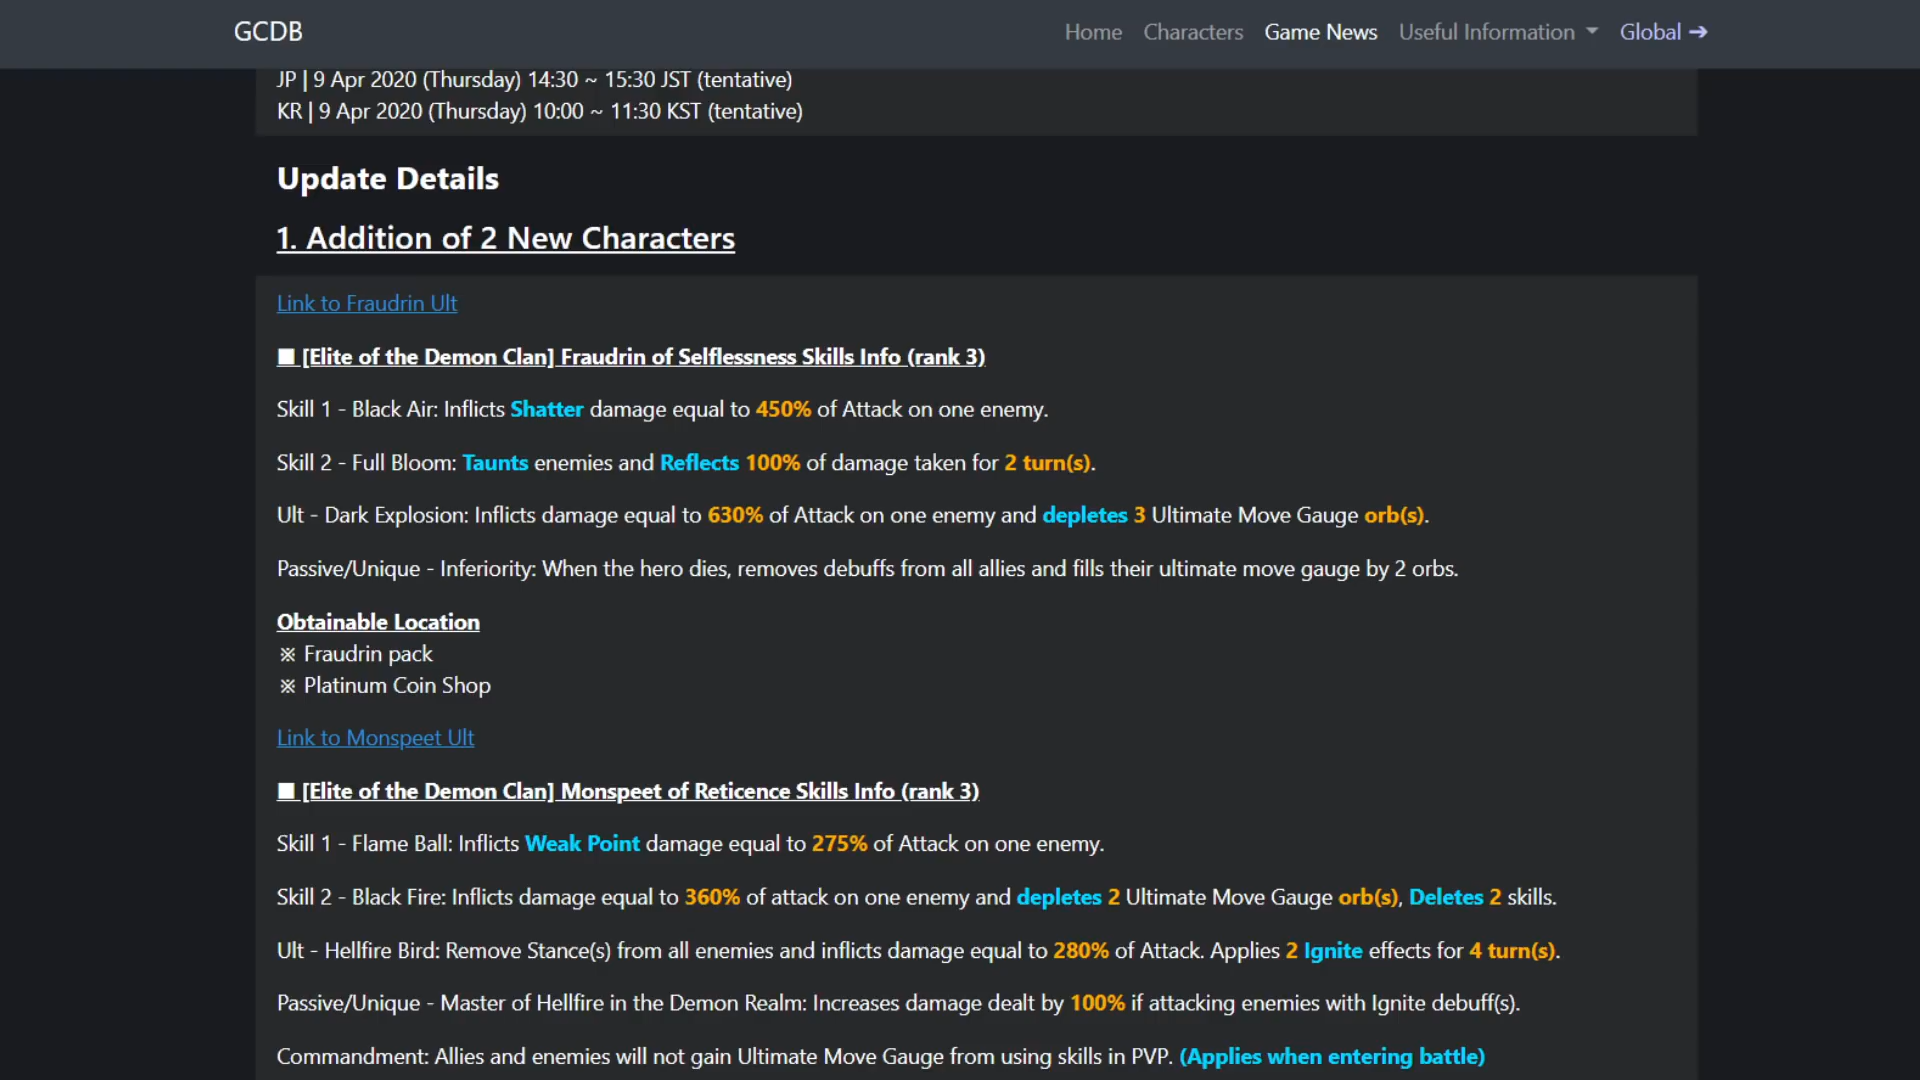 GCDB
Home Characters Game News Useful Information Global ➔
JP | 9 Apr 2020 (Thursday) 14:30 ~ 15:30 JST (tentative)
KR | 9 Apr 2020 (Thursday) 10:00 ~ 11:30 KST (tentative)
Update Details
1. Addition of 2 New Characters
Link to Fraudrin Ult
■ [Elite of the Demon Clan] Fraudrin of Selflessness Skills Info (rank 3)
Skill 1 - Black Air: Inflicts Shatter damage equal to 450% of Attack on one enemy.
Skill 2 - Full Bloom: Taunts enemies and Reflects 100% of damage taken for 2 turn(s).
Ult - Dark Explosion: Inflicts damage equal to 630% of Attack on one enemy and depletes 3 Ultimate Move Gauge orb(s).
Passive/Unique - Inferiority: When the hero dies, removes debuffs from all allies and fills their ultimate move gauge by 2 orbs.
Obtainable Location
※ Fraudrin pack
※ Platinum Coin Shop
Link to Monspeet Ult
■ [Elite of the Demon Clan] Monspeet of Reticence Skills Info (rank 3)
Skill 1 - Flame Ball: Inflicts Weak Point damage equal to 275% of Attack on one enemy.
Skill 2 - Black Fire: Inflicts damage equal to 360% of attack on one enemy and depletes 2 Ultimate Move Gauge orb(s), Deletes 2 skills.
Ult - Hellfire Bird: Remove Stance(s) from all enemies and inflicts damage equal to 280% of Attack. Applies 2 Ignite effects for 4 turn(s).
Passive/Unique - Master of Hellfire in the Demon Realm: Increases damage dealt by 100% if attacking enemies with Ignite debuff(s).
Commandment: Allies and enemies will not gain Ultimate Move Gauge from using skills in PVP. (Applies when entering battle)